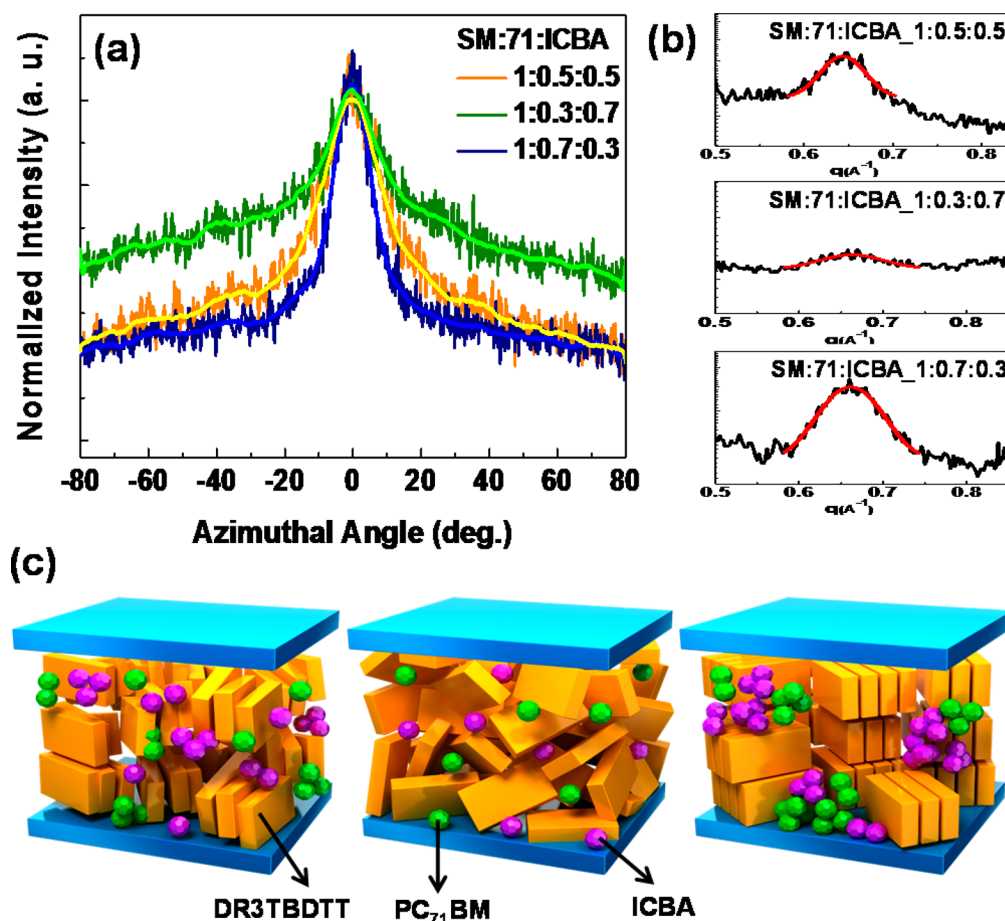 (a)
SM:71:ICBA
1:0.5:0.5
1:0.3:0.7
1:0.7:0.3
Normalized Intensity (a. u.)
-80 -60 -40 -20 0 20 40 60 80
Azimuthal Angle (deg.)
(b)
SM:71:ICBA_1:0.5:0.5
0.5 0.6 0.7 0.8
q(A⁻¹)
SM:71:ICBA_1:0.3:0.7
0.5 0.6 0.7 0.8
q(A⁻¹)
SM:71:ICBA_1:0.7:0.3
0.5 0.6 0.7 0.8
q(A⁻¹)
(c)
DR3TBDTT
PC₇₁BM
ICBA